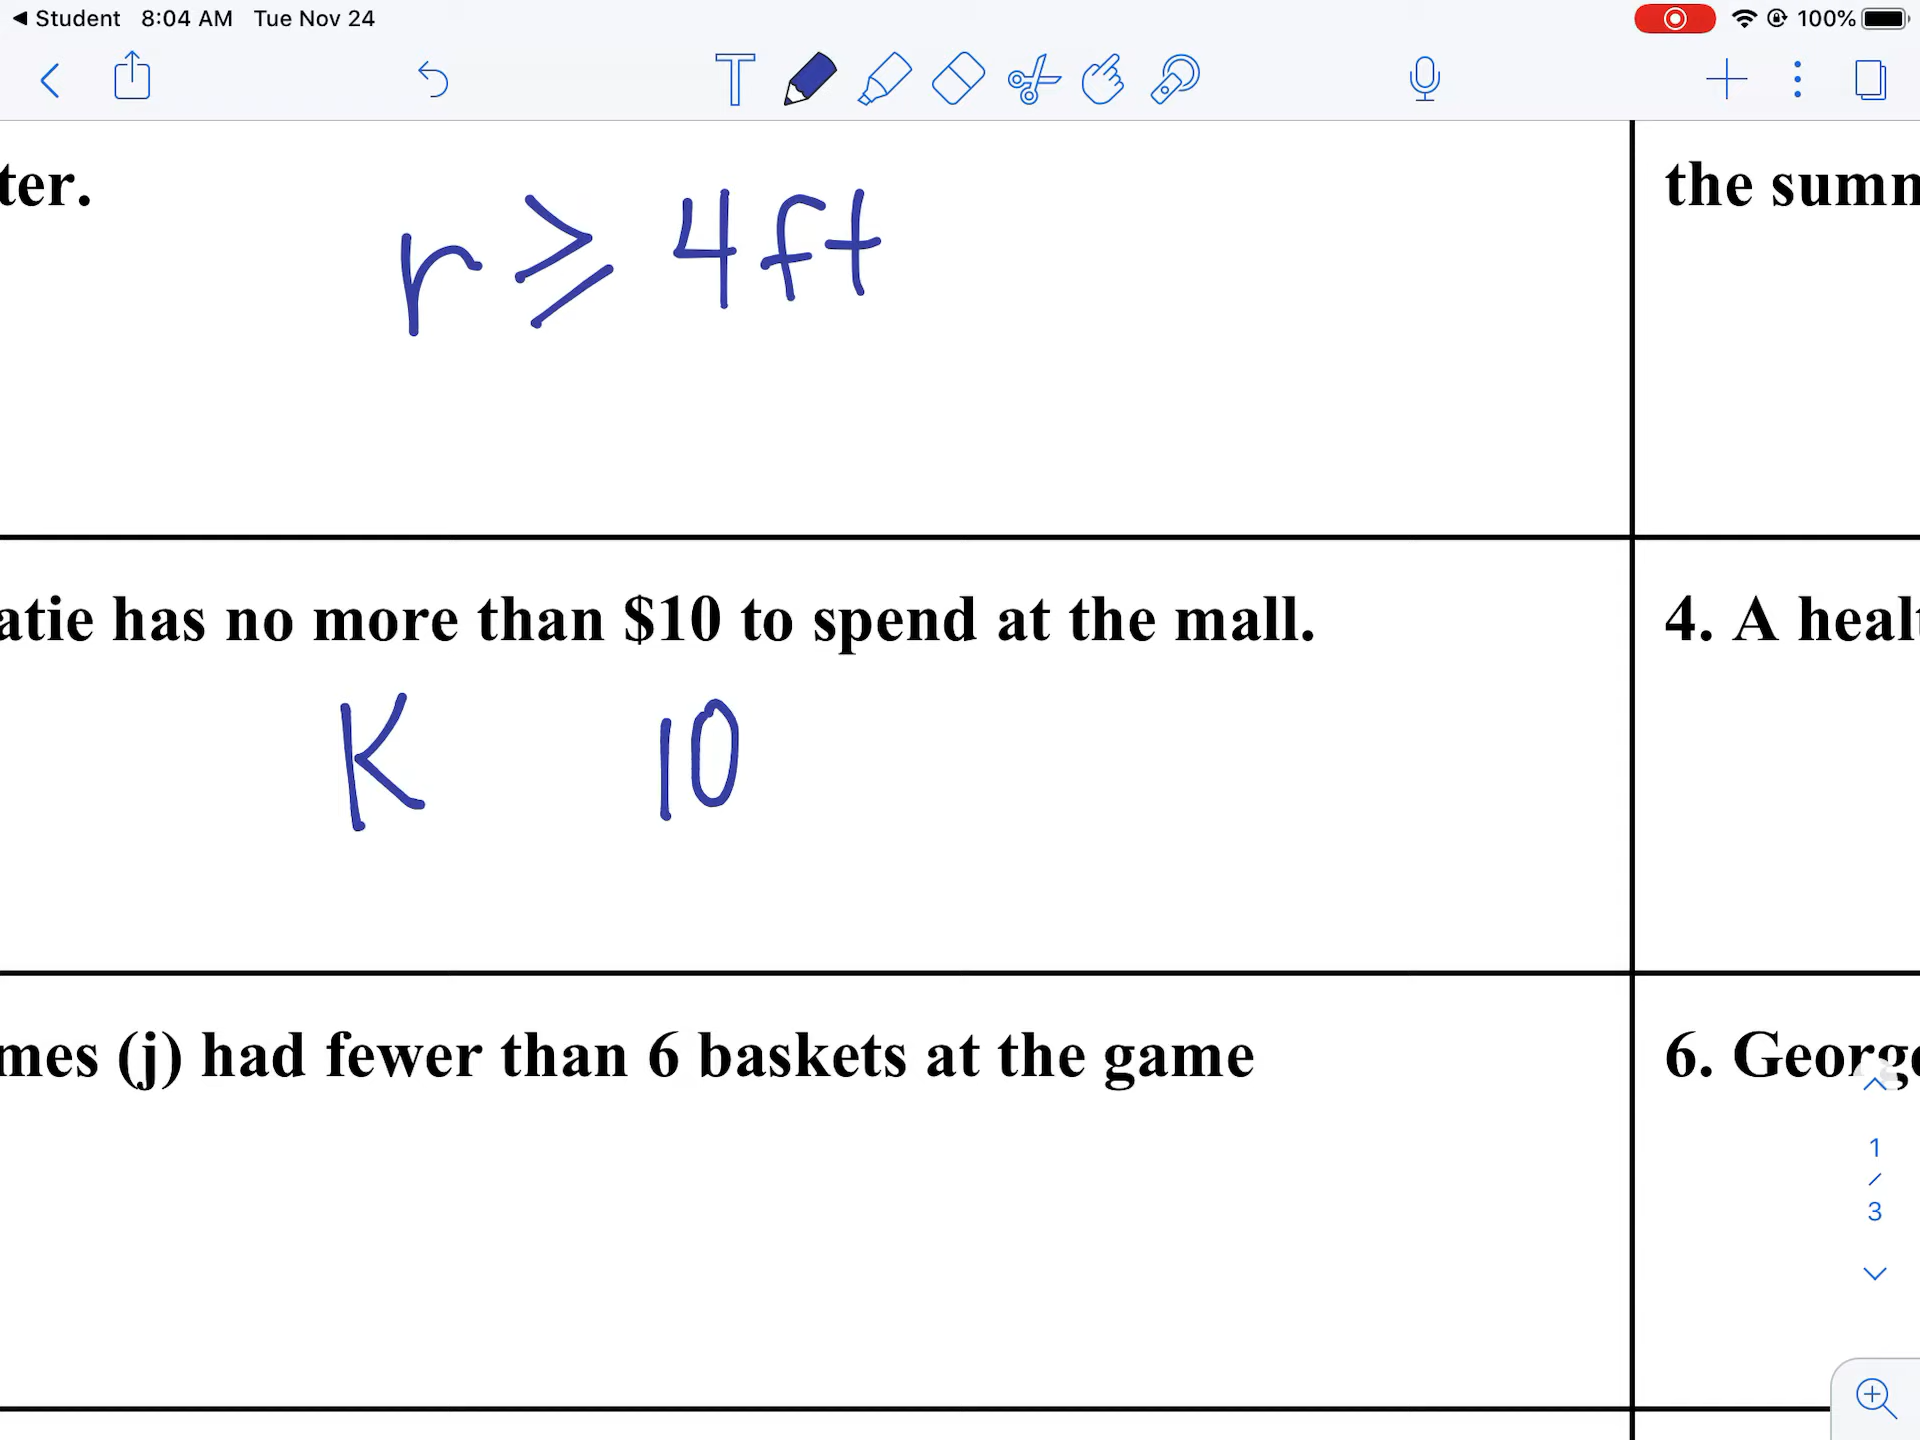 Student 8:04 AM Tue Nov 24 100%
T
ter.
the summ
r ≥ 4ft
atie has no more than $10 to spend at the mall.
4. A healt
K 10
mes (j) had fewer than 6 baskets at the game
6. George
1
/
3